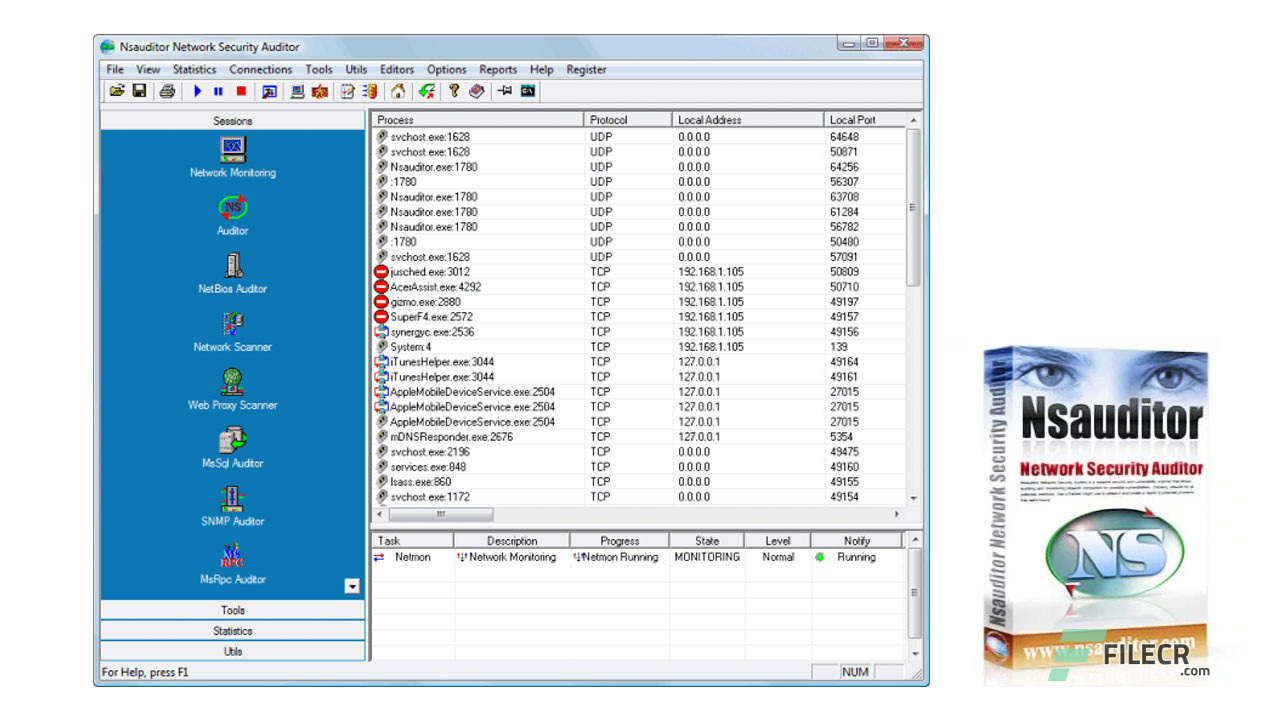 Nsauditor Network Security Auditor
File View Statistics Connections Tools Utils Editors Options Reports Help Register
Sessions
Network Monitoring
Auditor
NetBios Auditor
Network Scanner
Web Proxy Scanner
MsSql Auditor
SNMP Auditor
MsRpc Auditor
Tools
Statistics
Utils
Process Protocol Local Address Local Port
svchost.exe:1628 UDP 0.0.0.0 64648
svchost.exe:1628 UDP 0.0.0.0 50871
Nsauditor.exe:1780 UDP 0.0.0.0 64256
:1780 UDP 0.0.0.0 56307
Nsauditor.exe:1780 UDP 0.0.0.0 63708
Nsauditor.exe:1780 UDP 0.0.0.0 61284
Nsauditor.exe:1780 UDP 0.0.0.0 56782
:1780 UDP 0.0.0.0 50480
svchost.exe:1628 UDP 0.0.0.0 57091
jusched.exe:3012 TCP 192.168.1.105 50809
AcerAssist.exe:4292 TCP 192.168.1.105 50710
gizmo.exe:2880 TCP 192.168.1.105 49197
SuperF4.exe:2572 TCP 192.168.1.105 49157
synergyc.exe:2536 TCP 192.168.1.105 49156
System:4 TCP 192.168.1.105 139
iTunesHelper.exe:3044 TCP 127.0.0.1 49164
iTunesHelper.exe:3044 TCP 127.0.0.1 49161
AppleMobileDeviceService.exe:2504 TCP 127.0.0.1 27015
AppleMobileDeviceService.exe:2504 TCP 127.0.0.1 27015
AppleMobileDeviceService.exe:2504 TCP 127.0.0.1 27015
mDNSResponder.exe:2676 TCP 127.0.0.1 5354
svchost.exe:2196 TCP 0.0.0.0 49475
services.exe:848 TCP 0.0.0.0 49160
lsass.exe:860 TCP 0.0.0.0 49155
svchost.exe:1172 TCP 0.0.0.0 49154
Task Description Progress State Level Notify
Netmon Network Monitoring Netmon Running MONITORING Normal Running
For Help, press F1
NUM
Nsauditor Network Security Auditor
Nsauditor
Network Security Auditor
NS
www.nsauditor.com
FILECR
.com